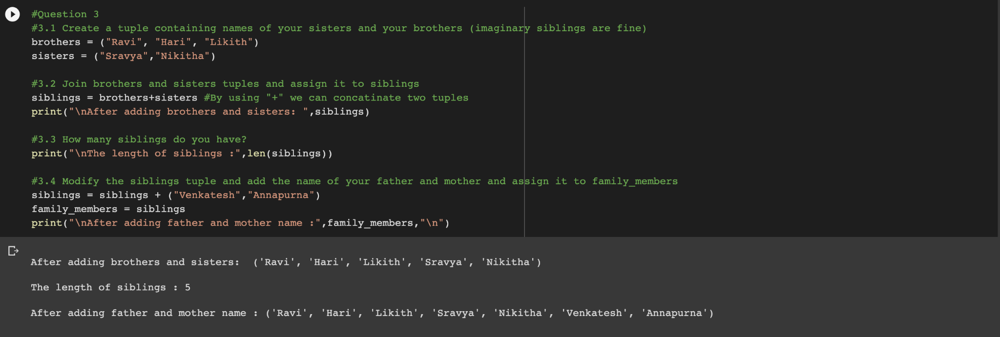 #Question 3
#3.1 Create a tuple containing names of your sisters and your brothers (imaginary siblings are fine)
brothers = ("Ravi", "Hari", "Likith")
sisters = ("Sravya","Nikitha")
#3.2 Join brothers and sisters tuples and assign it to siblings
siblings = brothers+sisters #By using "+" we can concatinate two tuples
print("\nAfter adding brothers and sisters: ",siblings)
#3.3 How many siblings do you have?
print("\nThe length of siblings :",len(siblings))
#3.4 Modify the siblings tuple and add the name of your father and mother and assign it to family_members
siblings = siblings + ("Venkatesh","Annapurna")
family_members = siblings
print("\nAfter adding father and mother name :",family_members,"\n")
After adding brothers and sisters:  ('Ravi', 'Hari', 'Likith', 'Sravya', 'Nikitha')
The length of siblings : 5
After adding father and mother name : ('Ravi', 'Hari', 'Likith', 'Sravya', 'Nikitha', 'Venkatesh', 'Annapurna')